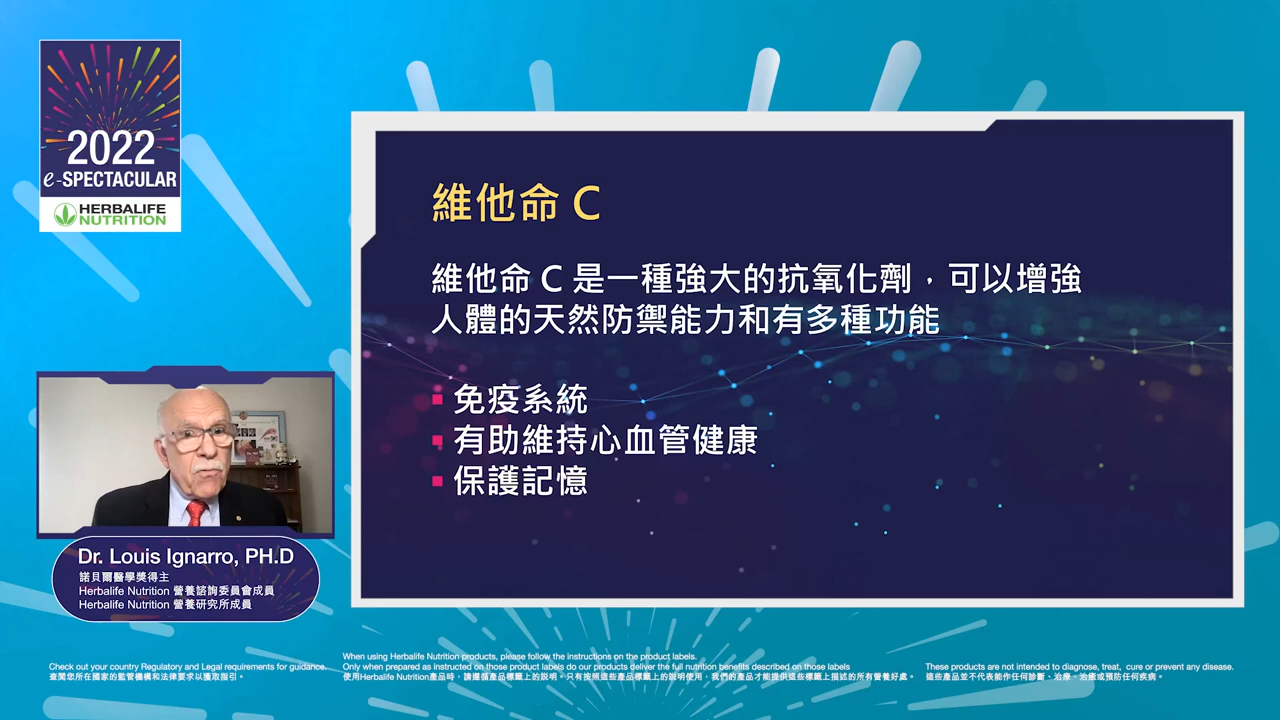 2022
e-SPECTACULAR
HERBALIFE
NUTRITION
維他命 C
維他命 C 是一種強大的抗氧化劑，可以增強
人體的天然防禦能力和有多種功能
免疫系統
有助維持心血管健康
保護記憶
Dr. Louis Ignarro, PH.D
諾貝爾醫學獎得主
Herbalife Nutrition 營養諮詢委員會成員
Herbalife Nutrition 營養研究所成員
Check out your country Regulatory and Legal requirements for guidance.
查閱您所在國家的監管機構和法律要求以獲取指引。
When using Herbalife Nutrition products, please follow the instructions on the product labels.
Only when prepared as instructed on those product labels do our products deliver the full nutrition benefits described on those labels
使用Herbalife Nutrition產品時，請遵循產品標籤上的說明。只有按照這些產品標籤上的說明使用，我們的產品才能提供這些標籤上描述的所有營養好處。
These products are not intended to diagnose, treat, cure or prevent any disease.
這些產品並不代表能作任何診斷、治療、治癒或預防任何疾病。